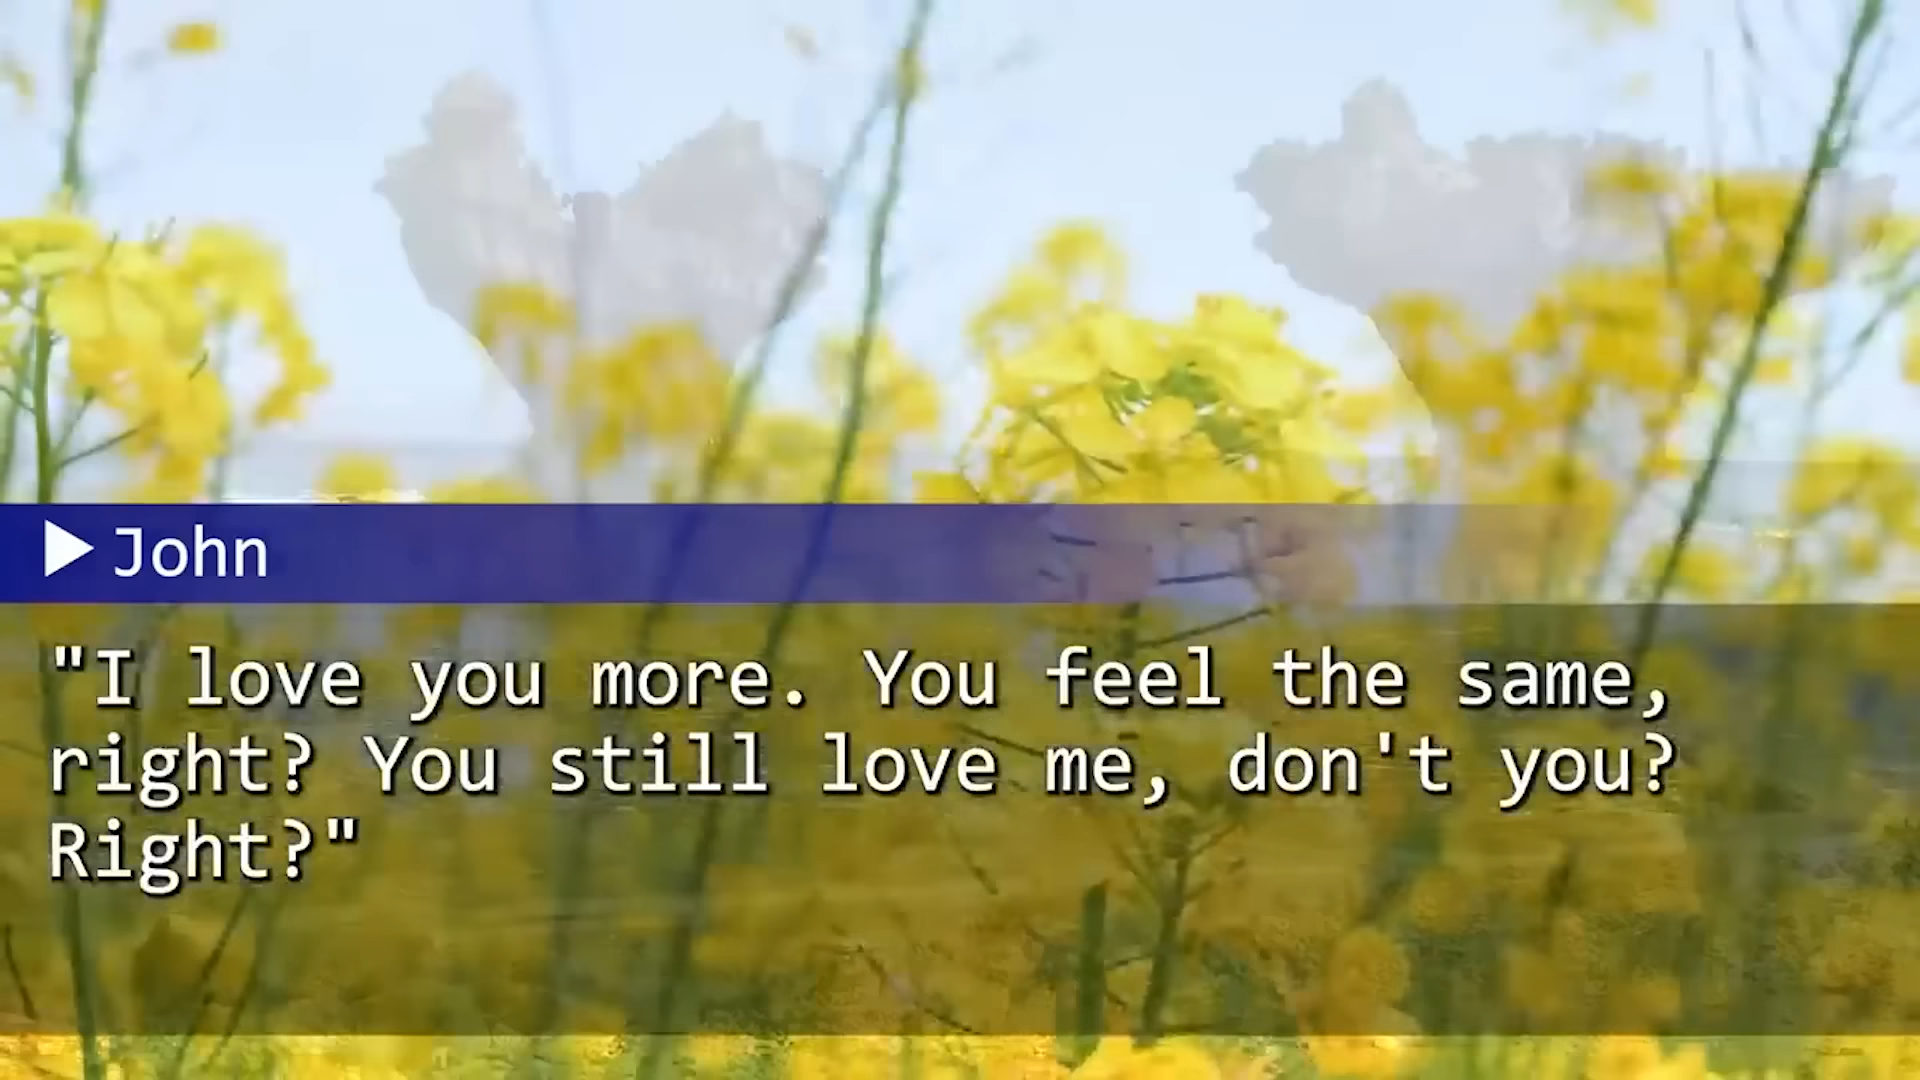 ▶John
"I love you more. You feel the same,
right? You still love me, don't you?
Right?"